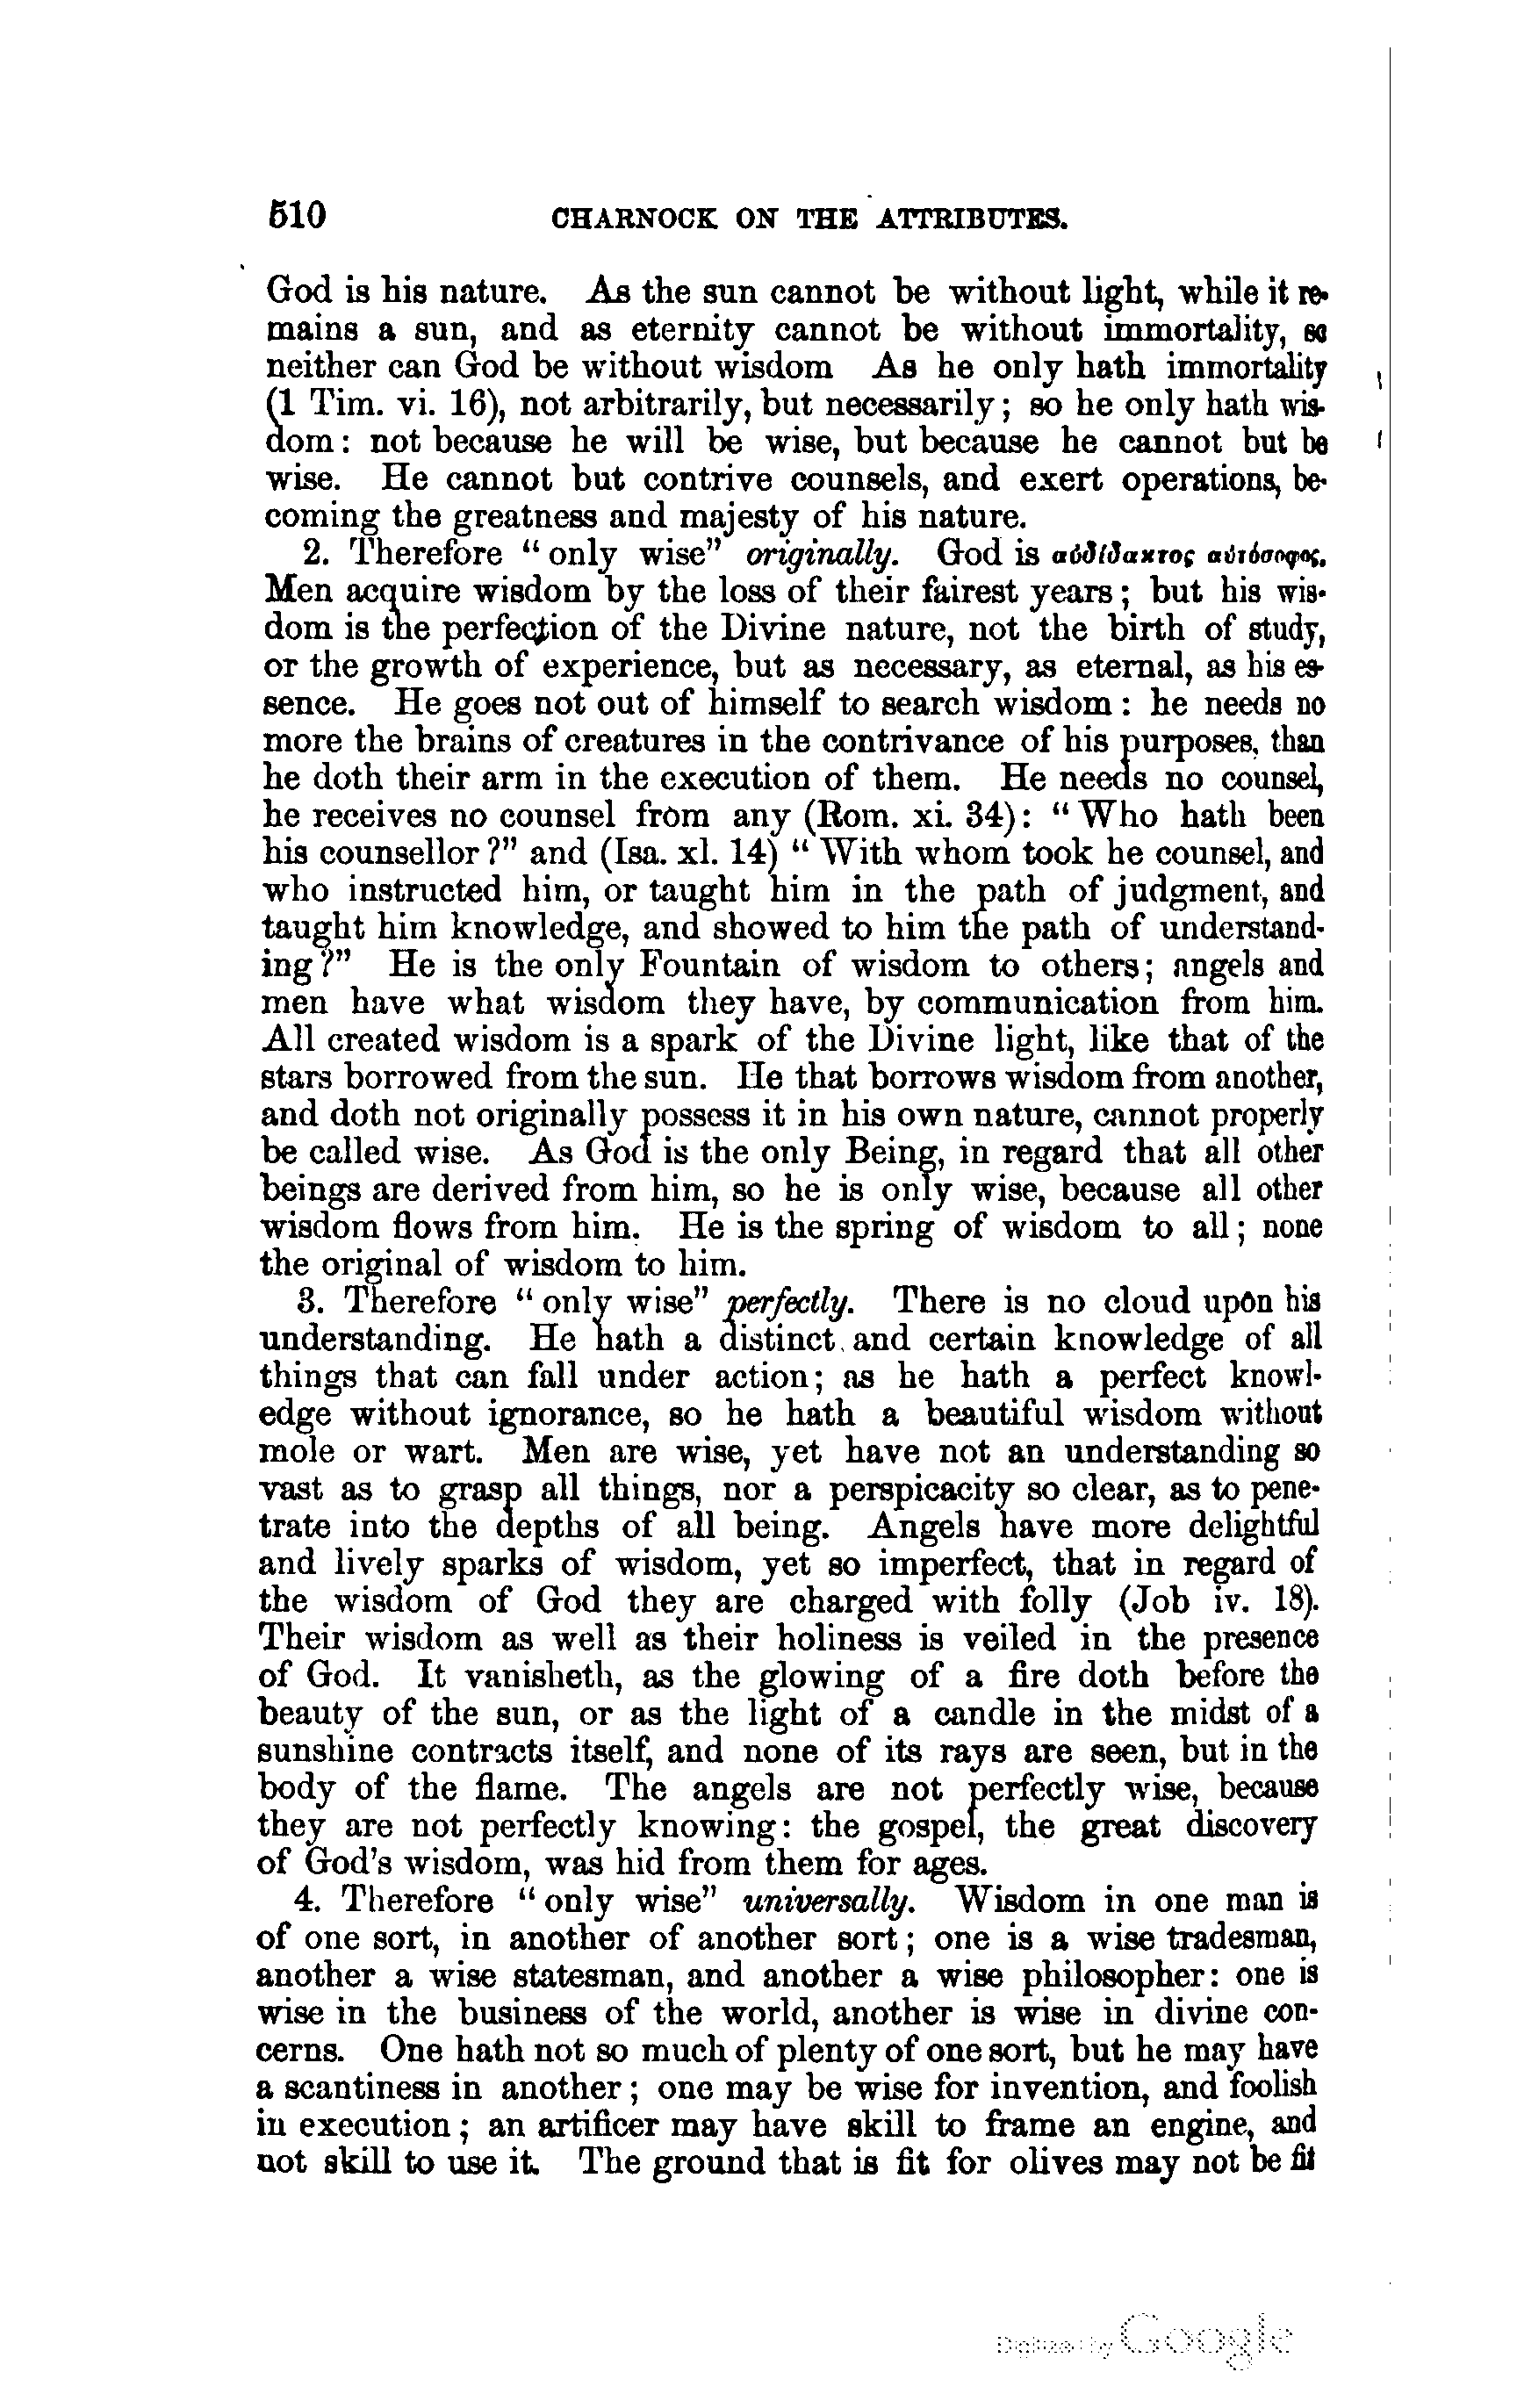 510 CHARNOCK ON THE ATTRIBUTES.
God is his nature. As the sun cannot be without light, while it re-
mains a sun, and as eternity cannot be without immortality, so
neither can God be without wisdom As he only hath immortality
(1 Tim. vi. 16), not arbitrarily, but necessarily; so he only hath wis-
dom: not because he will be wise, but because he cannot but be
wise. He cannot but contrive counsels, and exert operations, be-
coming the greatness and majesty of his nature.
2. Therefore “only wise” originally. God is αὐδίδακτος αὐτόσοφος.
Men acquire wisdom by the loss of their fairest years; but his wis-
dom is the perfection of the Divine nature, not the birth of study,
or the growth of experience, but as necessary, as eternal, as his es-
sence. He goes not out of himself to search wisdom: he needs no
more the brains of creatures in the contrivance of his purposes, than
he doth their arm in the execution of them. He needs no counsel,
he receives no counsel from any (Rom. xi. 34): “Who hath been
his counsellor?” and (Isa. xl. 14) “With whom took he counsel, and
who instructed him, or taught him in the path of judgment, and
taught him knowledge, and showed to him the path of understand-
ing?” He is the only Fountain of wisdom to others; angels and
men have what wisdom they have, by communication from him.
All created wisdom is a spark of the Divine light, like that of the
stars borrowed from the sun. He that borrows wisdom from another,
and doth not originally possess it in his own nature, cannot properly
be called wise. As God is the only Being, in regard that all other
beings are derived from him, so he is only wise, because all other
wisdom flows from him. He is the spring of wisdom to all; none
the original of wisdom to him.
3. Therefore “only wise” perfectly. There is no cloud upon his
understanding. He hath a distinct and certain knowledge of all
things that can fall under action; as he hath a perfect knowl-
edge without ignorance, so he hath a beautiful wisdom without
mole or wart. Men are wise, yet have not an understanding so
vast as to grasp all things, nor a perspicacity so clear, as to pene-
trate into the depths of all being. Angels have more delightful
and lively sparks of wisdom, yet so imperfect, that in regard of
the wisdom of God they are charged with folly (Job iv. 18).
Their wisdom as well as their holiness is veiled in the presence
of God. It vanisheth, as the glowing of a fire doth before the
beauty of the sun, or as the light of a candle in the midst of a
sunshine contracts itself, and none of its rays are seen, but in the
body of the flame. The angels are not perfectly wise, because
they are not perfectly knowing: the gospel, the great discovery
of God's wisdom, was hid from them for ages.
4. Therefore “only wise” universally. Wisdom in one man is
of one sort, in another of another sort; one is a wise tradesman,
another a wise statesman, and another a wise philosopher: one is
wise in the business of the world, another is wise in divine con-
cerns. One hath not so much of plenty of one sort, but he may have
a scantiness in another; one may be wise for invention, and foolish
in execution; an artificer may have skill to frame an engine, and
not skill to use it. The ground that is fit for olives may not be fit
Digitized by Google